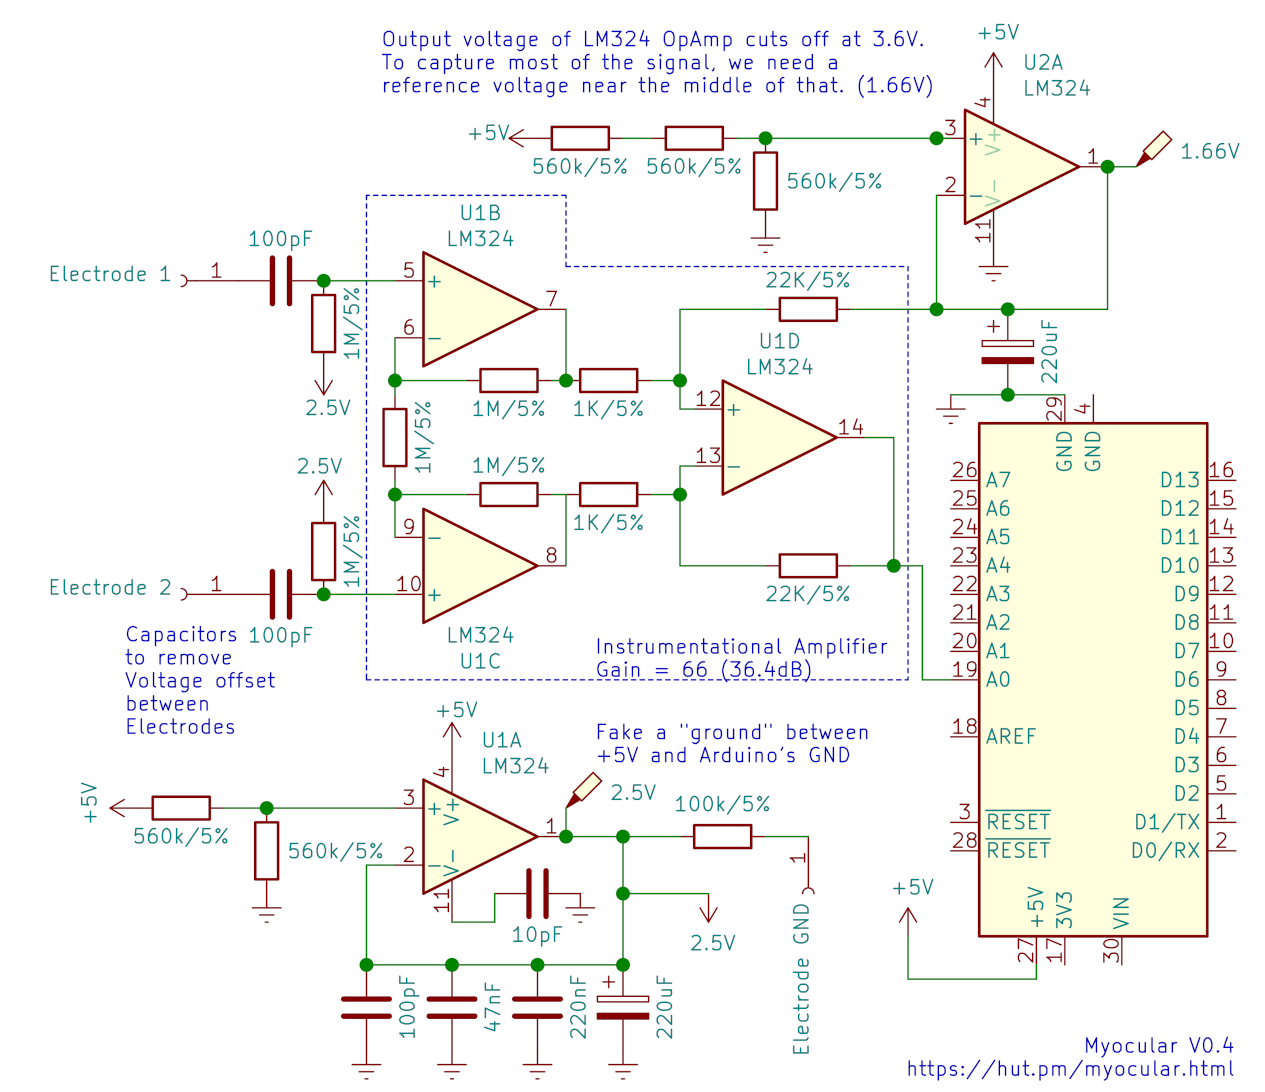 Output voltage of LM324 OpAmp cuts off at 3.6V.
To capture most of the signal, we need a
reference voltage near the middle of that. (1.66V)
+5V
U2A
LM324
+5V
560k/5%
560k/5%
560k/5%
3
+
2
−
4
V+
V−
11
1
1.66V
U1B
LM324
100pF
Electrode 1
1
1M/5%
2.5V
5
+
6
−
7
22K/5%
U1D
LM324
+
220uF
1M/5%
1K/5%
1M/5%
12
+
13
−
14
2.5V
1M/5%
1K/5%
1M/5%
9
−
10
+
8
Electrode 2
1
100pF
22K/5%
LM324
U1C
Capacitors
to remove
Voltage offset
between
Electrodes
Instrumentational Amplifier
Gain = 66 (36.4dB)
29
4
GND
GND
26
A7
D13
16
25
A6
D12
15
24
A5
D11
14
23
A4
D10
13
22
A3
D9
12
21
A2
D8
11
20
A1
D7
10
19
A0
D6
9
D5
8
18
AREF
D4
7
D3
6
D2
5
3
RESET
D1/TX
1
28
RESET
D0/RX
2
+5V
3V3
VIN
27
17
30
+5V
+5V
U1A
LM324
Fake a "ground" between
+5V and Arduino's GND
+5V
560k/5%
560k/5%
3
+
2
−
4
V+
V−
11
1
2.5V
100k/5%
1
Electrode GND
10pF
2.5V
100pF
47nF
220nF
+
220uF
Myocular V0.4
https://hut.pm/myocular.html